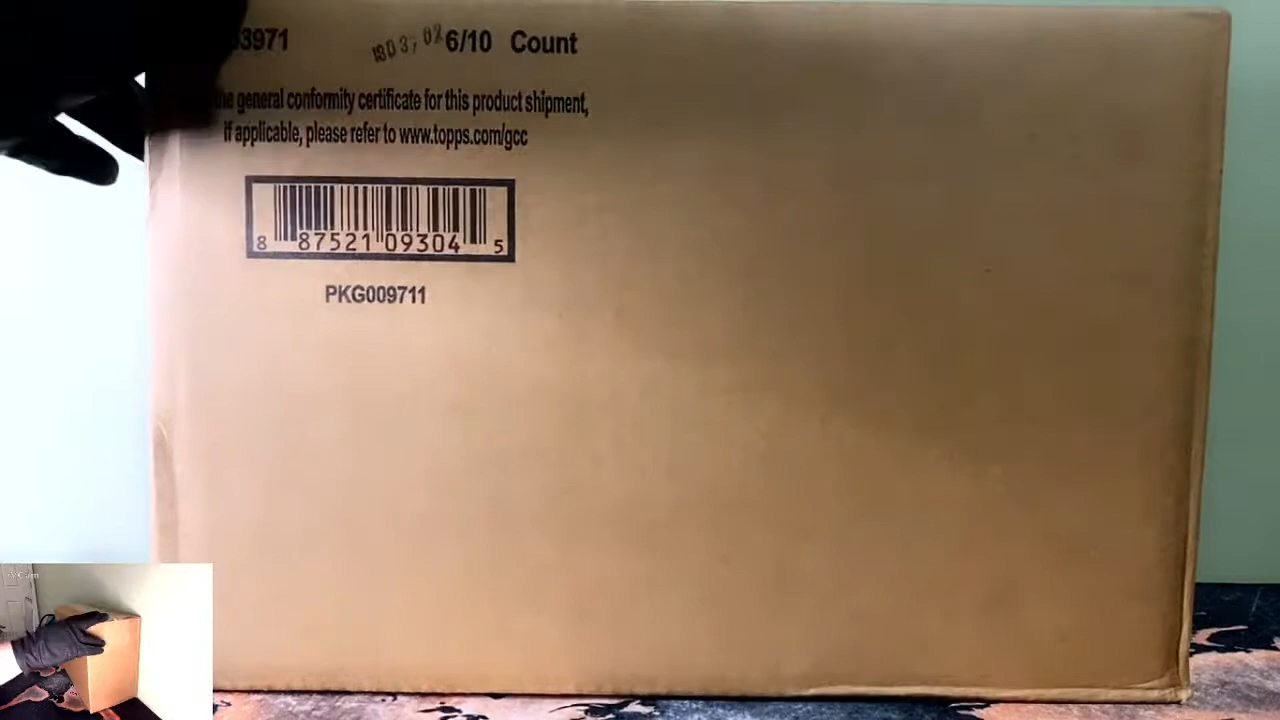 3971 6/10 Count
he general conformity certificate for this product shipment,
if applicable, please refer to www.topps.com/gcc
8 87521 09304 5
PKG009711